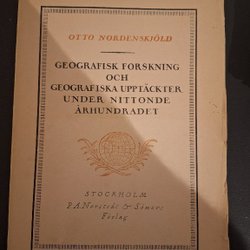 OTTO NORDENSKJÖLD
GEOGRAFISK FORSKNING
OCH
GEOGRAFISKA UPPTÄCKTER
UNDER NITTONDE
ÅRHUNDRADET
STOCKHOLM
P. A. Norstedt & Söners
Förlag